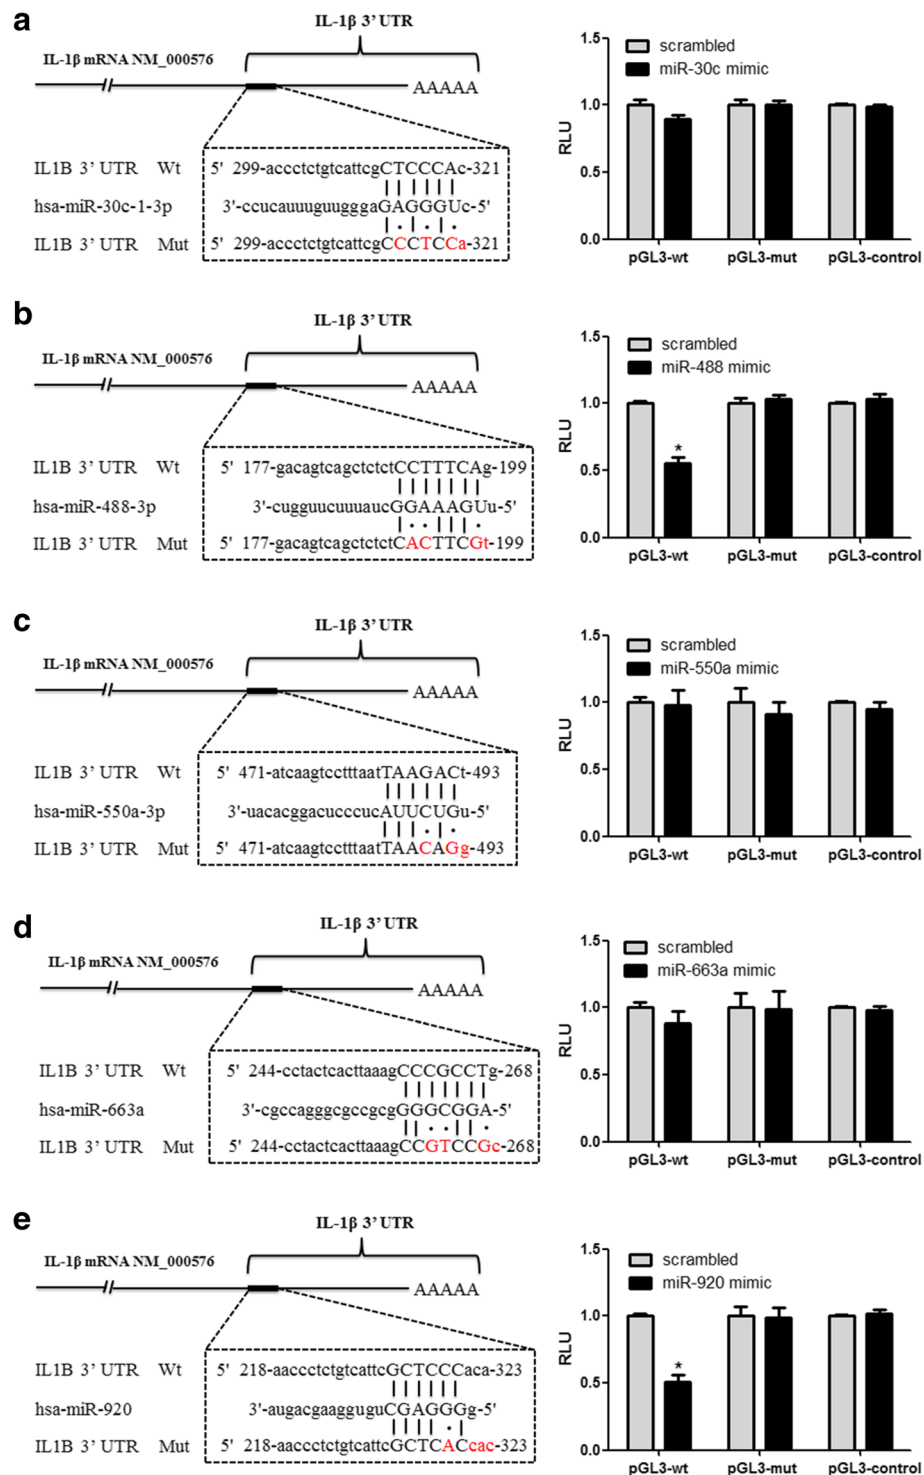 a
IL-1β 3’ UTR
IL-1β mRNA NM_000576
AAAAA
IL1B 3’ UTR Wt 5' 299-accctctgtcattcgCTCCCAc-321
hsa-miR-30c-1-3p 3'-ccucauuuguugggaGAGGGUc-5'
IL1B 3’ UTR Mut 5' 299-accctctgtcattcgCCCTCCa-321
scrambled
miR-30c mimic
RLU
1.5
1.0
0.5
0.0
pGL3-wt pGL3-mut pGL3-control
b
IL-1β 3’ UTR
IL-1β mRNA NM_000576
AAAAA
IL1B 3’ UTR Wt 5' 177-gacagtcagctctctCCTTTCAg-199
hsa-miR-488-3p 3'-cugguucuuuaucGGAAAGUu-5'
IL1B 3’ UTR Mut 5' 177-gacagtcagctctctCACTTCGt-199
scrambled
miR-488 mimic
RLU
1.5
1.0
0.5
0.0
*
pGL3-wt pGL3-mut pGL3-control
c
IL-1β 3’ UTR
IL-1β mRNA NM_000576
AAAAA
IL1B 3’ UTR Wt 5' 471-atcaagtcctttaatTAAGACt-493
hsa-miR-550a-3p 3'-uacacggacucccucAUUCUGu-5'
IL1B 3’ UTR Mut 5' 471-atcaagtcctttaatTAACAGg-493
scrambled
miR-550a mimic
RLU
1.5
1.0
0.5
0.0
pGL3-wt pGL3-mut pGL3-control
d
IL-1β 3’ UTR
IL-1β mRNA NM_000576
AAAAA
IL1B 3’ UTR Wt 5' 244-cctactcacttaaagCCCGCCTg-268
hsa-miR-663a 3'-cgccagggcgccgcgGGGCGGA-5'
IL1B 3’ UTR Mut 5' 244-cctactcacttaaagCCGTCCGc-268
scrambled
miR-663a mimic
RLU
1.5
1.0
0.5
0.0
pGL3-wt pGL3-mut pGL3-control
e
IL-1β 3’ UTR
IL-1β mRNA NM_000576
AAAAA
IL1B 3’ UTR Wt 5' 218-aaccctctgtcattcGCTCCCaca-323
hsa-miR-920 3'-augacgaagguguCGAGGGg-5'
IL1B 3’ UTR Mut 5' 218-aaccctctgtcattcGCTCACcac-323
scrambled
miR-920 mimic
RLU
1.5
1.0
0.5
0.0
*
pGL3-wt pGL3-mut pGL3-control